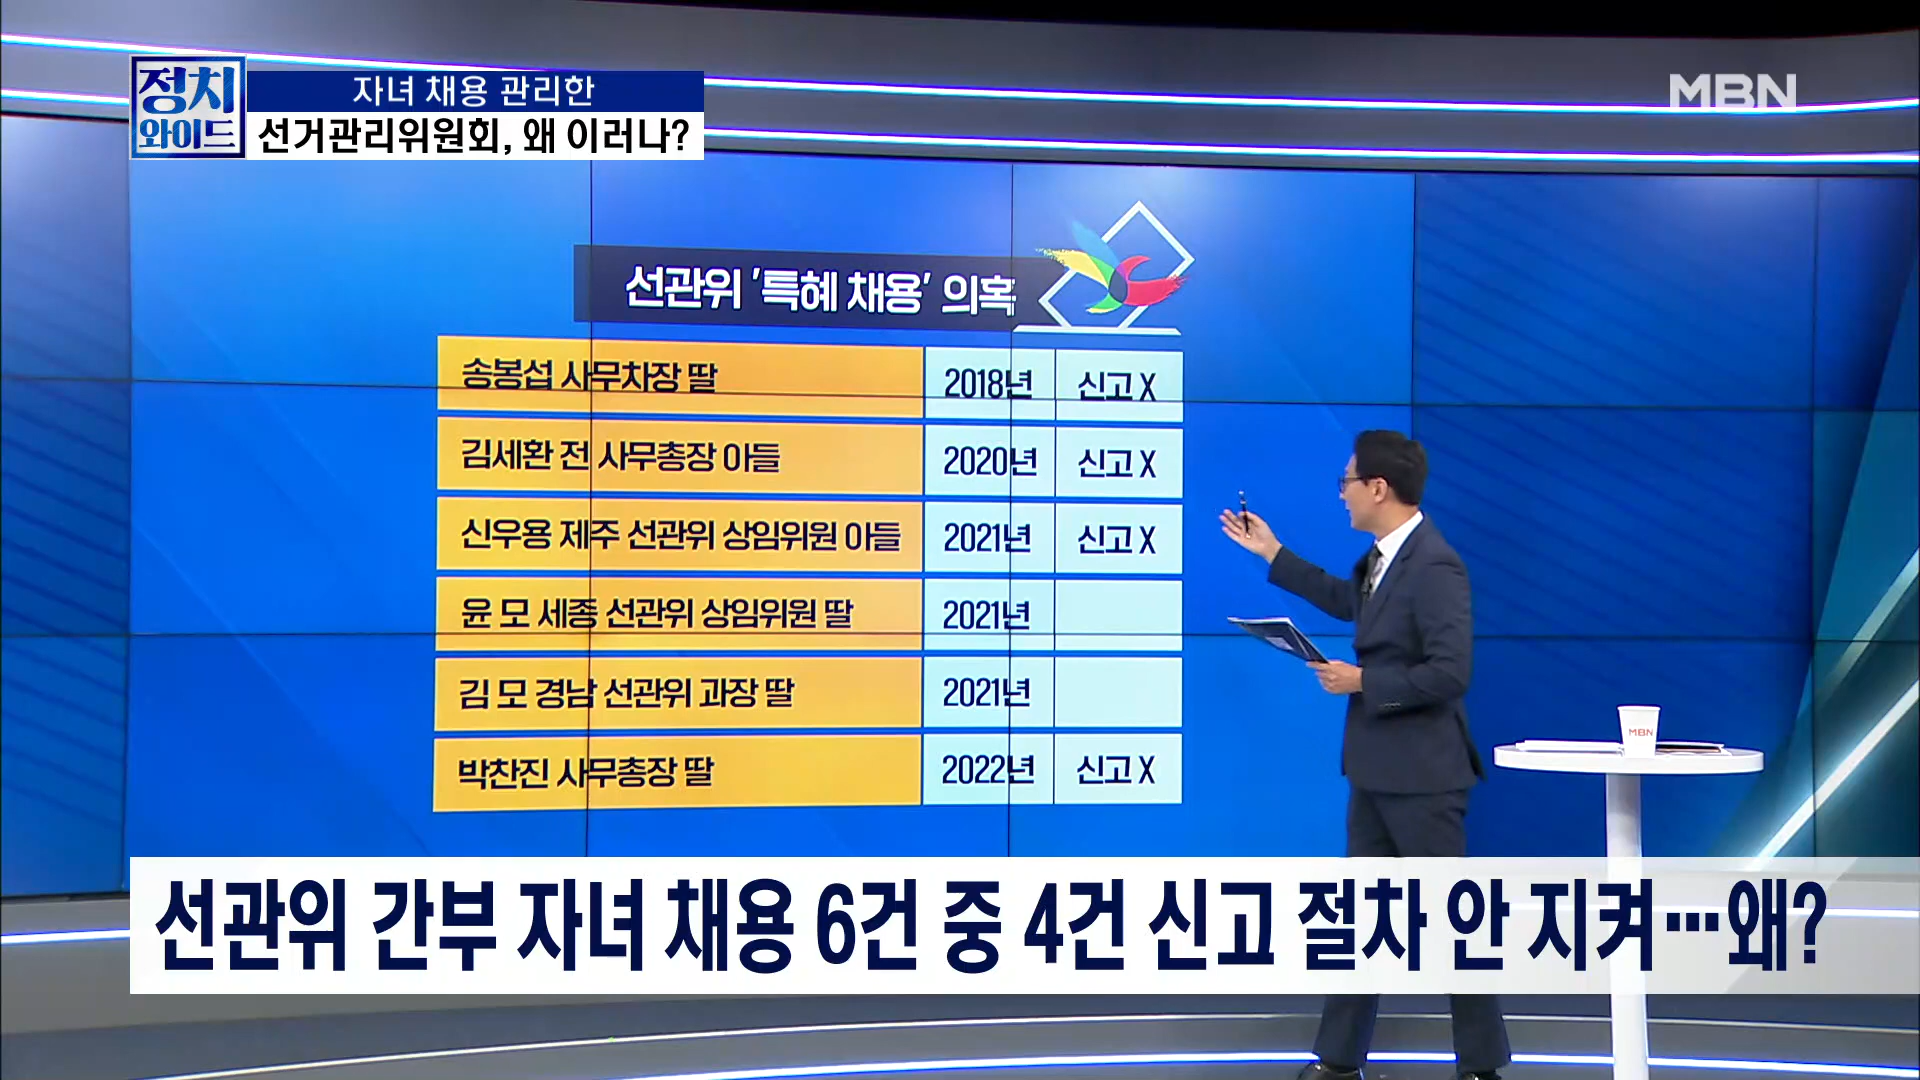 정치
와이드
자녀 채용 관리한
선거관리위원회, 왜 이러나?
MBN
선관위 '특혜 채용' 의혹
송봉섭 사무차장 딸 2018년 신고 X
김세환 전 사무총장 아들 2020년 신고 X
신우용 제주 선관위 상임위원 아들 2021년 신고 X
윤 모 세종 선관위 상임위원 딸 2021년
김 모 경남 선관위 과장 딸 2021년
박찬진 사무총장 딸 2022년 신고 X
MBN
선관위 간부 자녀 채용 6건 중 4건 신고 절차 안 지켜…왜?